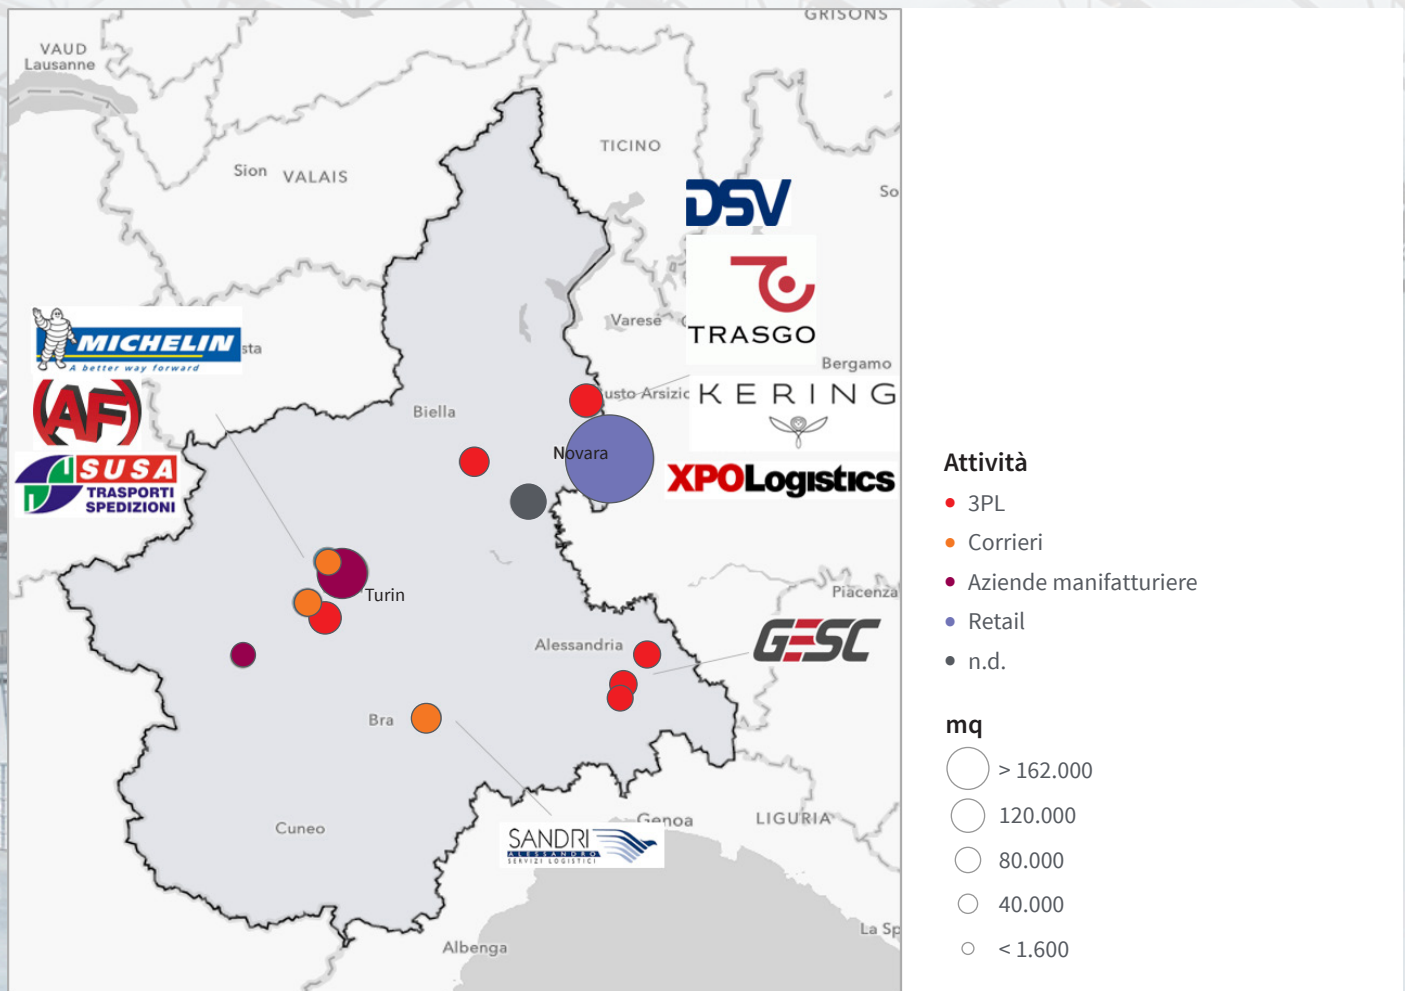 GRISONS
VAUD
Lausanne
TICINO
Sion VALAIS
So
DSV
TRASGO
Varese
Bergamo
MICHELIN
A better way forward
sta
AF
usto Arsizio
KERING
Biella
Novara
XPOLogistics
SUSA
TRASPORTI
SPEDIZIONI
Turin
Piacenza
Alessandria
GESC
Bra
Cuneo
SANDRI
ALESSANDRO
SERVIZI LOGISTICI
Genoa
LIGURIA
Albenga
La Sp
Attività
3PL
Corrieri
Aziende manifatturiere
Retail
n.d.
mq
> 162.000
120.000
80.000
40.000
< 1.600